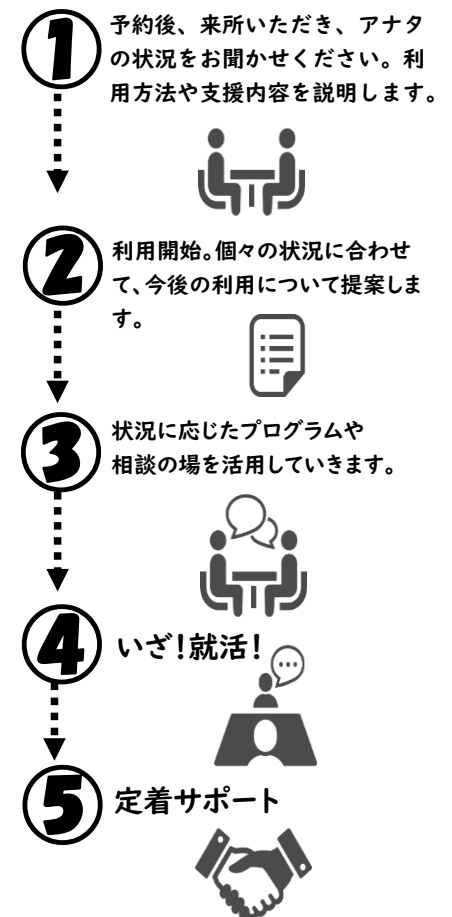 1
予約後、来所いただき、アナタ
の状況をお聞かせください。利
用方法や支援内容を説明します。
2
利用開始。個々の状況に合わせ
て、今後の利用について提案しま
す。
3
状況に応じたプログラムや
相談の場を活用していきます。
4
いざ!就活!
5
定着サポート